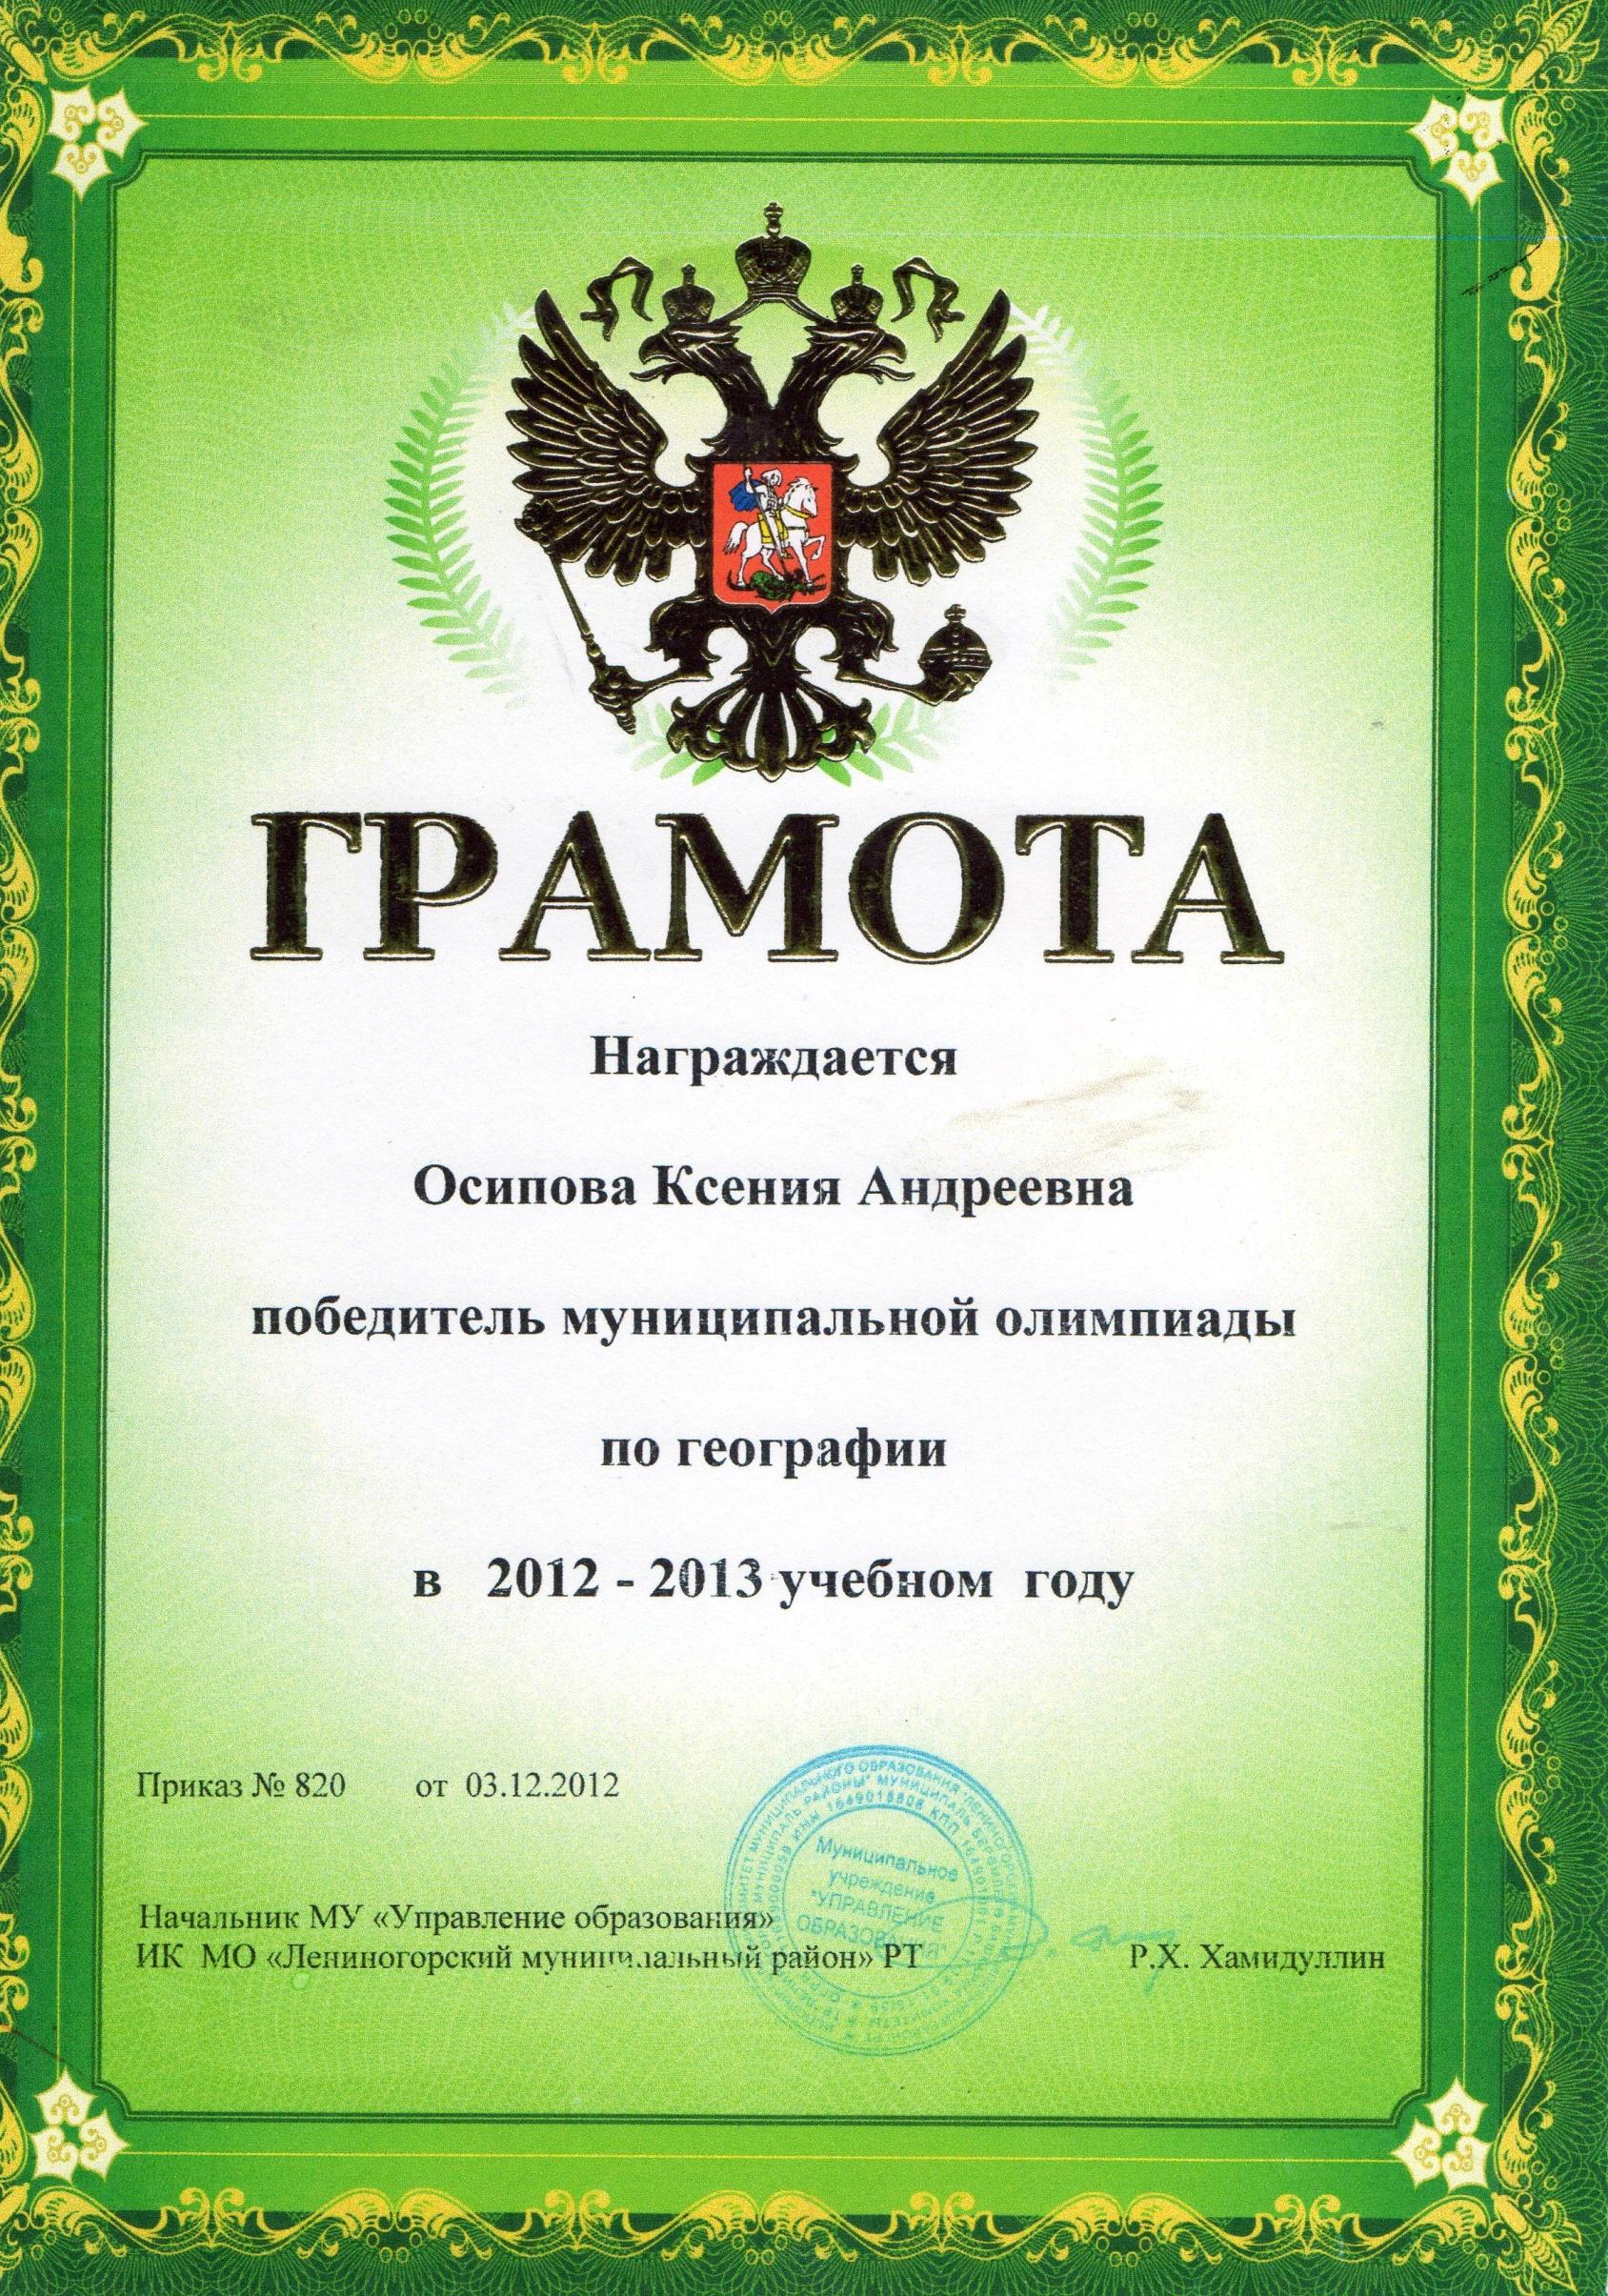 ГРАМОТА
Награждается
Осипова Ксения Андреевна
победитель муниципальной олимпиады
по географии
в 2012 - 2013 учебном году
Приказ № 820 от 03.12.2012
Муниципальное
учреждение
"УПРАВЛЕНИЕ
ОБРАЗОВАНИЯ"
Начальник МУ «Управление образования»
ИК МО «Лениногорский муниципальный район» РТ
Р.Х. Хамидуллин